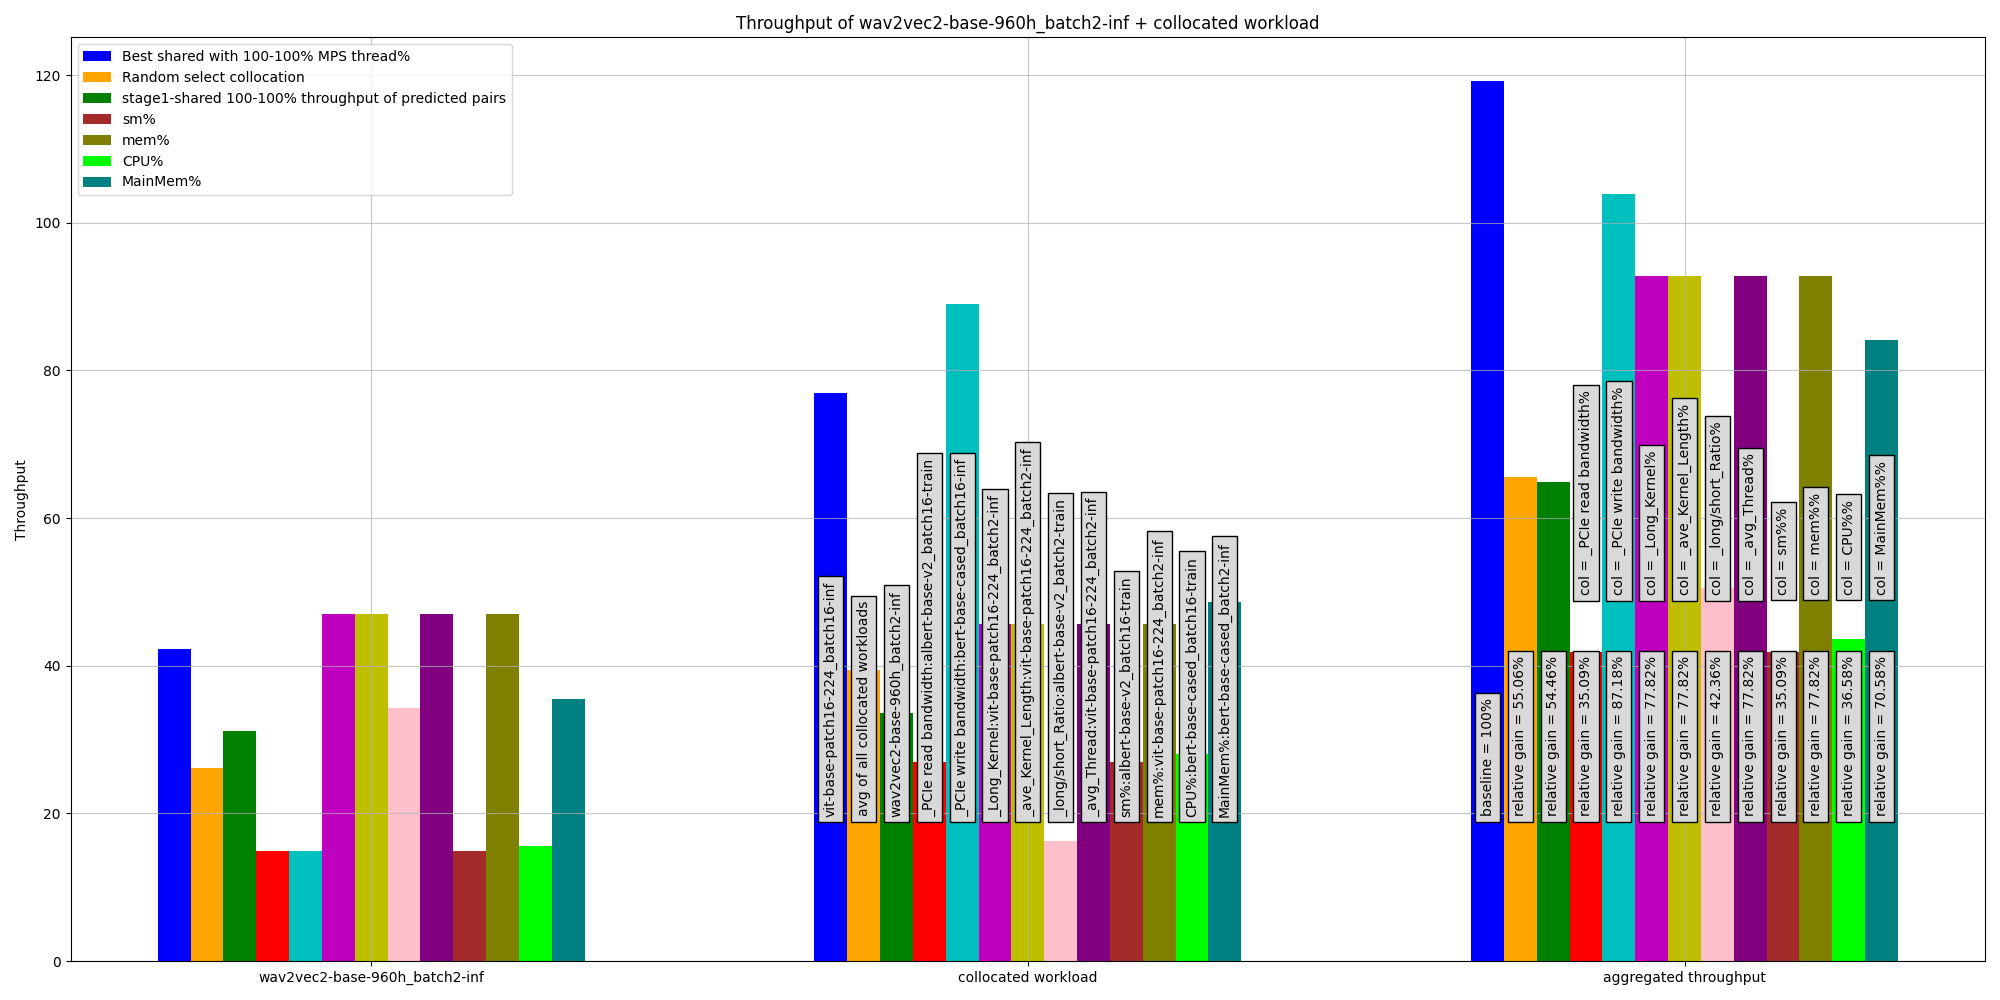 Throughput of wav2vec2-base-960h_batch2-inf + collocated workload
Best shared with 100-100% MPS thread%
Random select collocation
stage1-shared 100-100% throughput of predicted pairs
sm%
mem%
CPU%
MainMem%
Throughput
120
100
80
60
40
20
0
vit-base-patch16-224_batch16-inf
avg of all collocated workloads
wav2vec2-base-960h_batch2-inf
_PCIe read bandwidth:albert-base-v2_batch16-train
_PCIe write bandwidth:bert-base-cased_batch16-inf
_Long_Kernel:vit-base-patch16-224_batch2-inf
_ave_Kernel_Length:vit-base-patch16-224_batch2-inf
_long/short_Ratio:albert-base-v2_batch2-train
_avg_Thread:vit-base-patch16-224_batch2-inf
sm%:albert-base-v2_batch16-train
mem%:vit-base-patch16-224_batch2-inf
CPU%:bert-base-cased_batch16-train
MainMem%:bert-base-cased_batch2-inf
col = _PCIe read bandwidth%
col = _PCIe write bandwidth%
col = _Long_Kernel%
col = _ave_Kernel_Length%
col = _long/short_Ratio%
col = _avg_Thread%
col = sm%%
col = mem%%
col = CPU%%
col = MainMem%%
baseline = 100%
relative gain = 55.06%
relative gain = 54.46%
relative gain = 35.09%
relative gain = 87.18%
relative gain = 77.82%
relative gain = 77.82%
relative gain = 42.36%
relative gain = 77.82%
relative gain = 35.09%
relative gain = 77.82%
relative gain = 36.58%
relative gain = 70.58%
wav2vec2-base-960h_batch2-inf
collocated workload
aggregated throughput